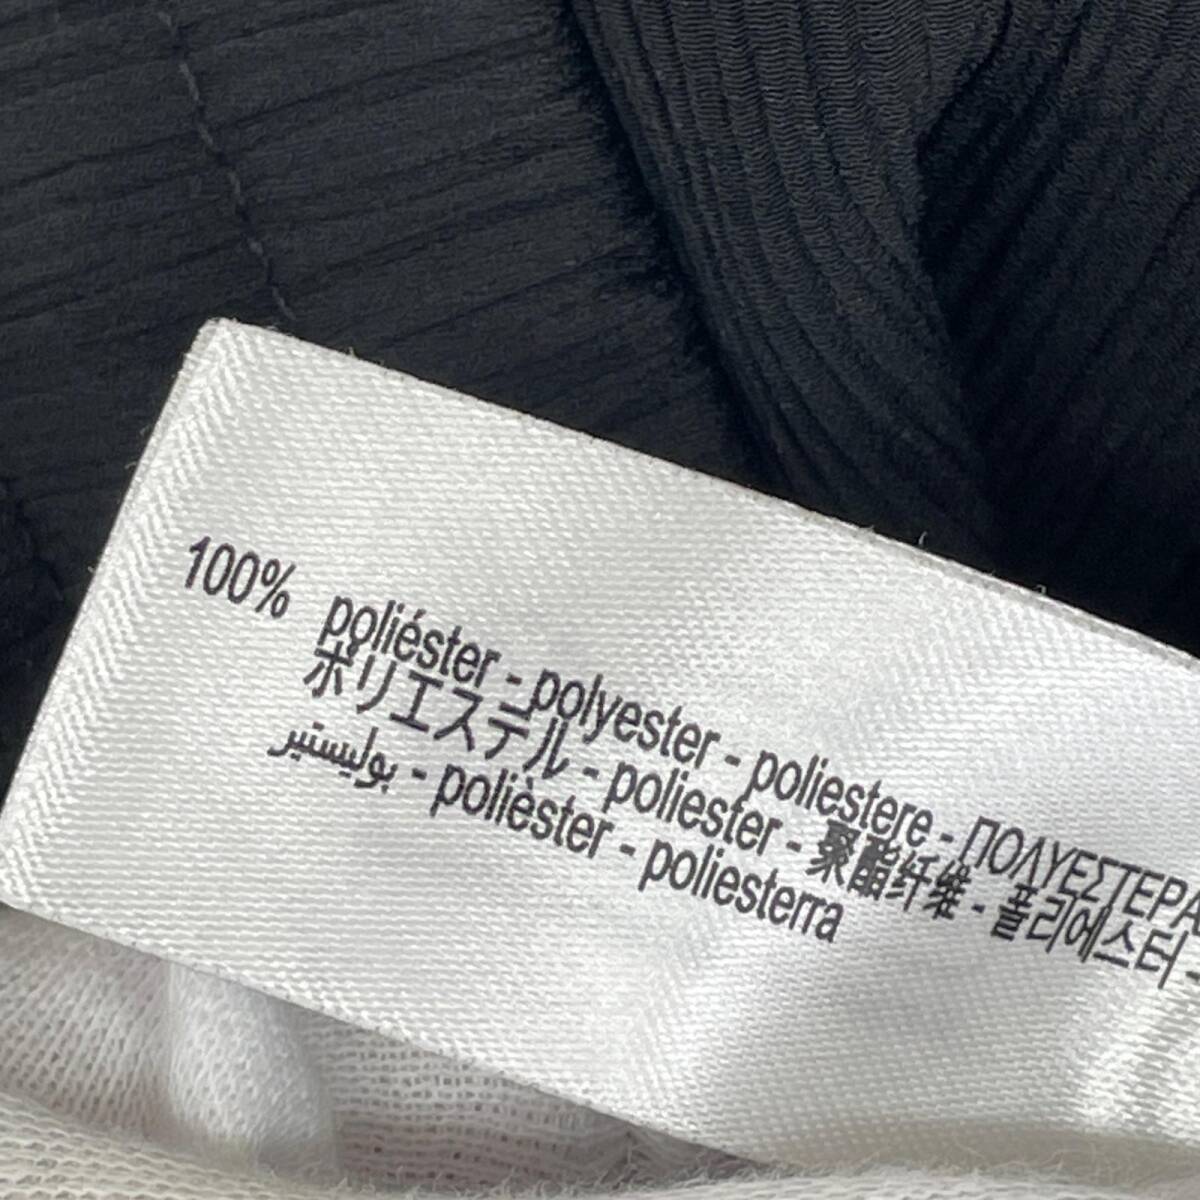 100% poliéster - polyester - poliestere - ΠΟΛΥΕΣΤΕΡΑ
ポリエステル - poliester - 聚酯纤维 - 폴리에스터 -
بوليستير - polièster - poliesterra